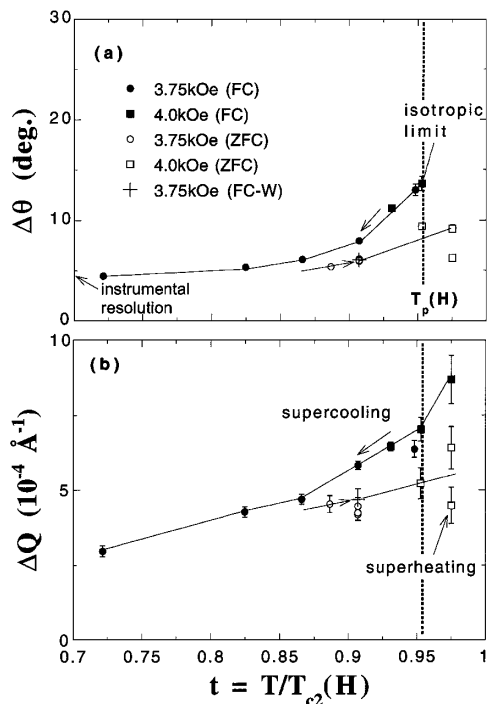 30
20
10
0
Δθ (deg.)
(a)
3.75kOe (FC)
4.0kOe (FC)
3.75kOe (ZFC)
4.0kOe (ZFC)
3.75kOe (FC-W)
isotropic
limit
instrumental
resolution
Tp(H)
10
5
0
ΔQ (10⁻⁴ Å⁻¹)
(b)
supercooling
superheating
0.7 0.75 0.8 0.85 0.9 0.95 1
t = T/Tc2(H)